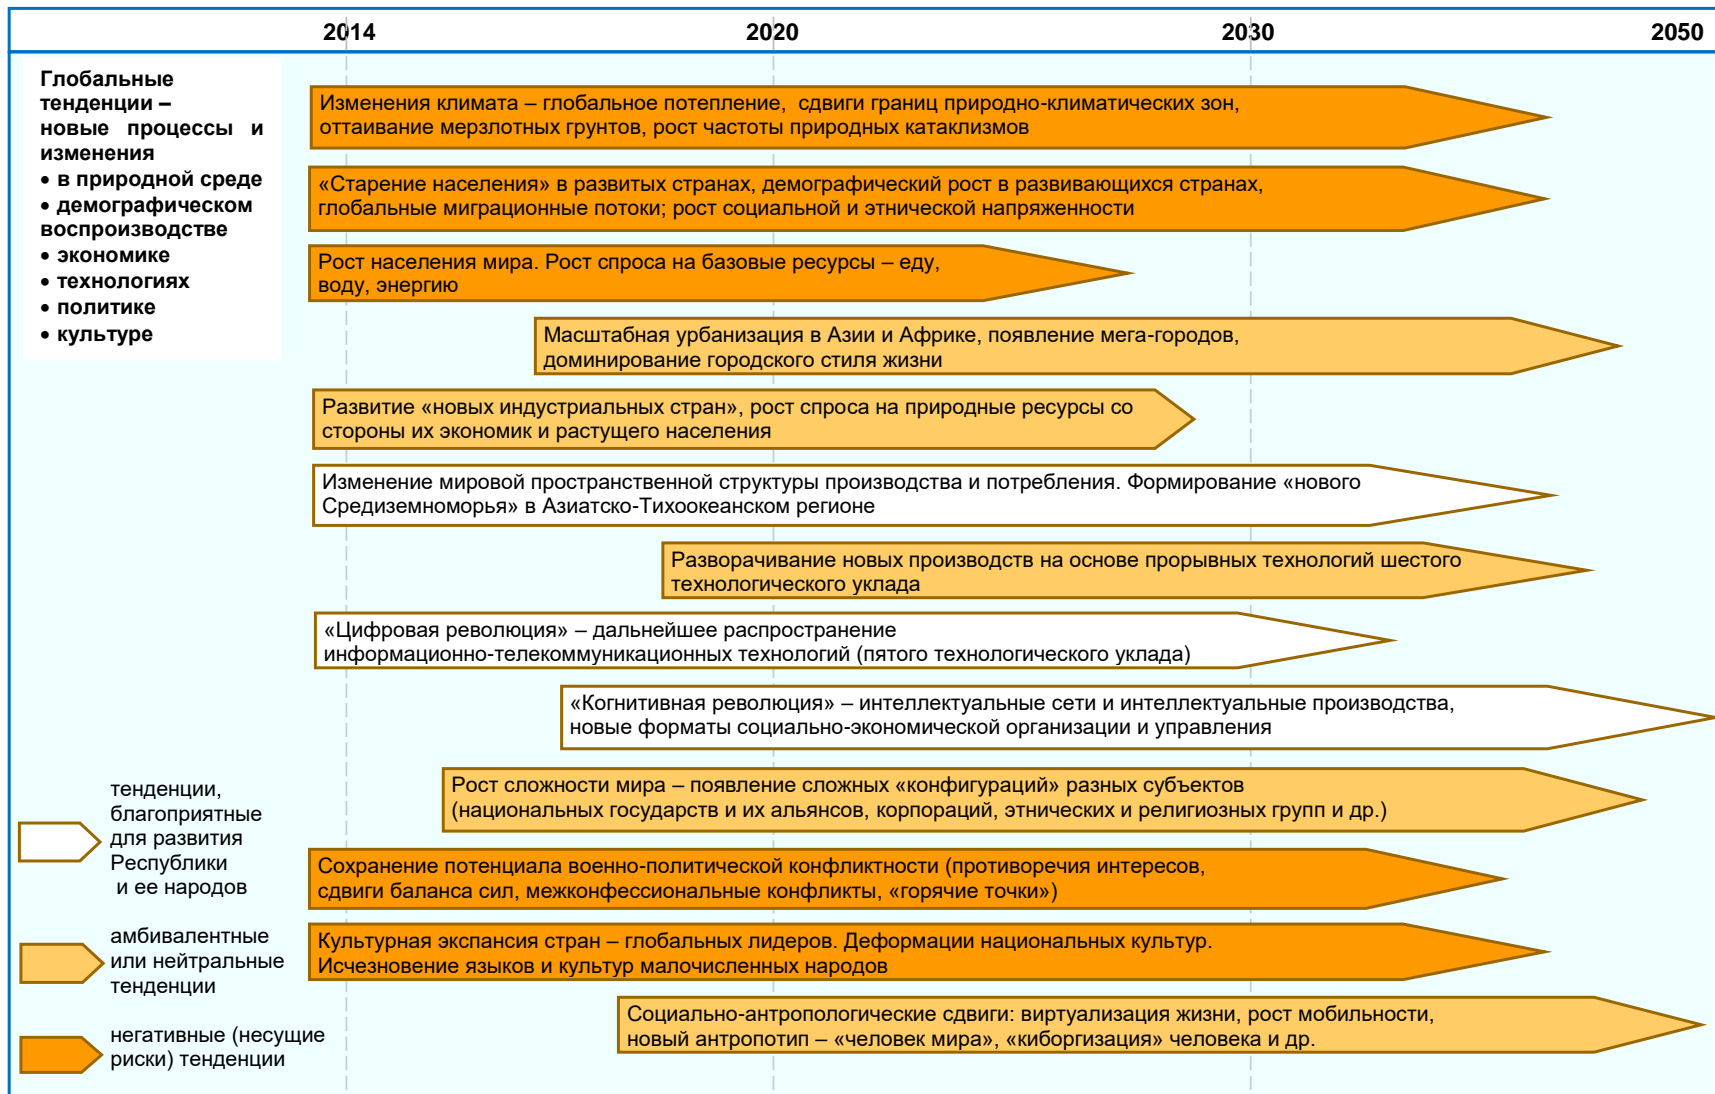 2014 2020 2030 2050
Глобальные
тенденции –
новые процессы и
изменения
• в природной среде
• демографическом
воспроизводстве
• экономике
• технологиях
• политике
• культуре
Изменения климата – глобальное потепление, сдвиги границ природно-климатических зон,
оттаивание мерзлотных грунтов, рост частоты природных катаклизмов
«Старение населения» в развитых странах, демографический рост в развивающихся странах,
глобальные миграционные потоки; рост социальной и этнической напряженности
Рост населения мира. Рост спроса на базовые ресурсы – еду,
воду, энергию
Масштабная урбанизация в Азии и Африке, появление мега-городов,
доминирование городского стиля жизни
Развитие «новых индустриальных стран», рост спроса на природные ресурсы со
стороны их экономик и растущего населения
Изменение мировой пространственной структуры производства и потребления. Формирование «нового
Средиземноморья» в Азиатско-Тихоокеанском регионе
Разворачивание новых производств на основе прорывных технологий шестого
технологического уклада
«Цифровая революция» – дальнейшее распространение
информационно-телекоммуникационных технологий (пятого технологического уклада)
«Когнитивная революция» – интеллектуальные сети и интеллектуальные производства,
новые форматы социально-экономической организации и управления
Рост сложности мира – появление сложных «конфигураций» разных субъектов
(национальных государств и их альянсов, корпораций, этнических и религиозных групп и др.)
Сохранение потенциала военно-политической конфликтности (противоречия интересов,
сдвиги баланса сил, межконфессиональные конфликты, «горячие точки»)
Культурная экспансия стран – глобальных лидеров. Деформации национальных культур.
Исчезновение языков и культур малочисленных народов
Социально-антропологические сдвиги: виртуализация жизни, рост мобильности,
новый антропотип – «человек мира», «киборгизация» человека и др.
тенденции,
благоприятные
для развития
Республики
и ее народов
амбивалентные
или нейтральные
тенденции
негативные (несущие
риски) тенденции